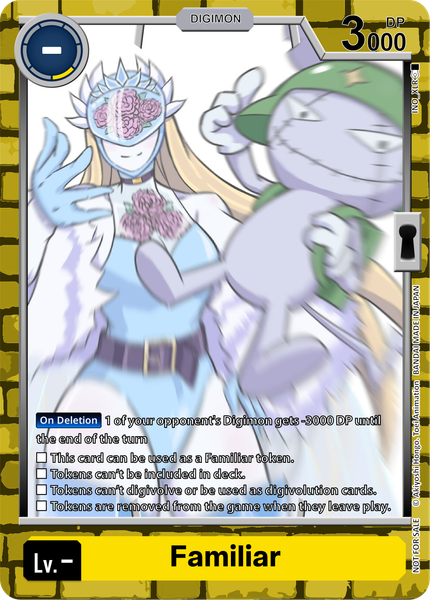 DIGIMON
-
DP
3000
On Deletion 1 of your opponent's Digimon gets -3000 DP until
the end of the turn
This card can be used as a Familiar token.
Tokens can't be included in deck.
Tokens can't digivolve or be used as digivolution cards.
Tokens are removed from the game when they leave play.
Lv.-
Familiar
NOT FOR SALE © Akiyoshi Hongo, Toei Animation BANDAI MADE IN JAPAN